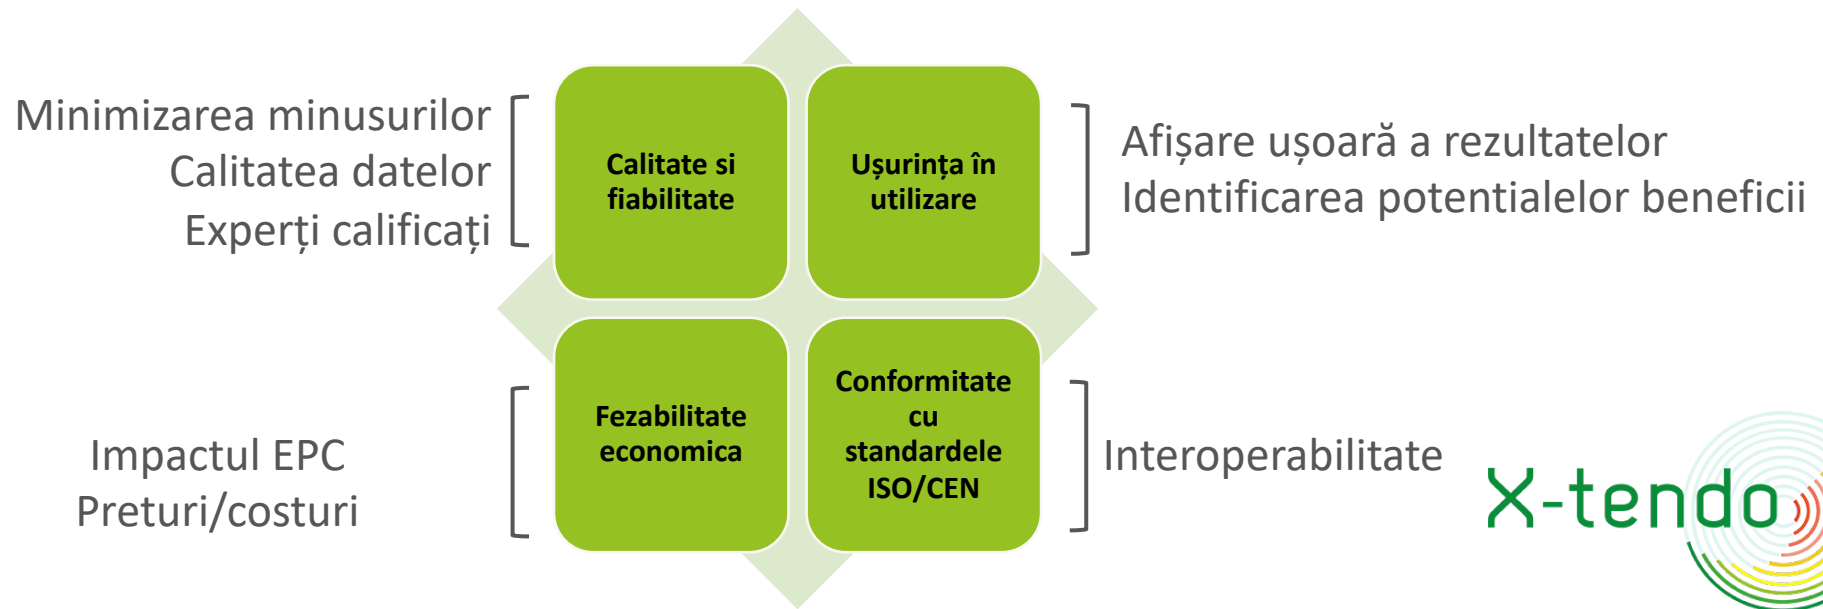 Minimizarea minusurilor
Calitatea datelor
Experți calificați
Calitate si
fiabilitate
Ușurința în
utilizare
Afișare ușoară a rezultatelor
Identificarea potentialelor beneficii
Impactul EPC
Preturi/costuri
Fezabilitate
economica
Conformitate
cu
standardele
ISO/CEN
Interoperabilitate
X-tendo